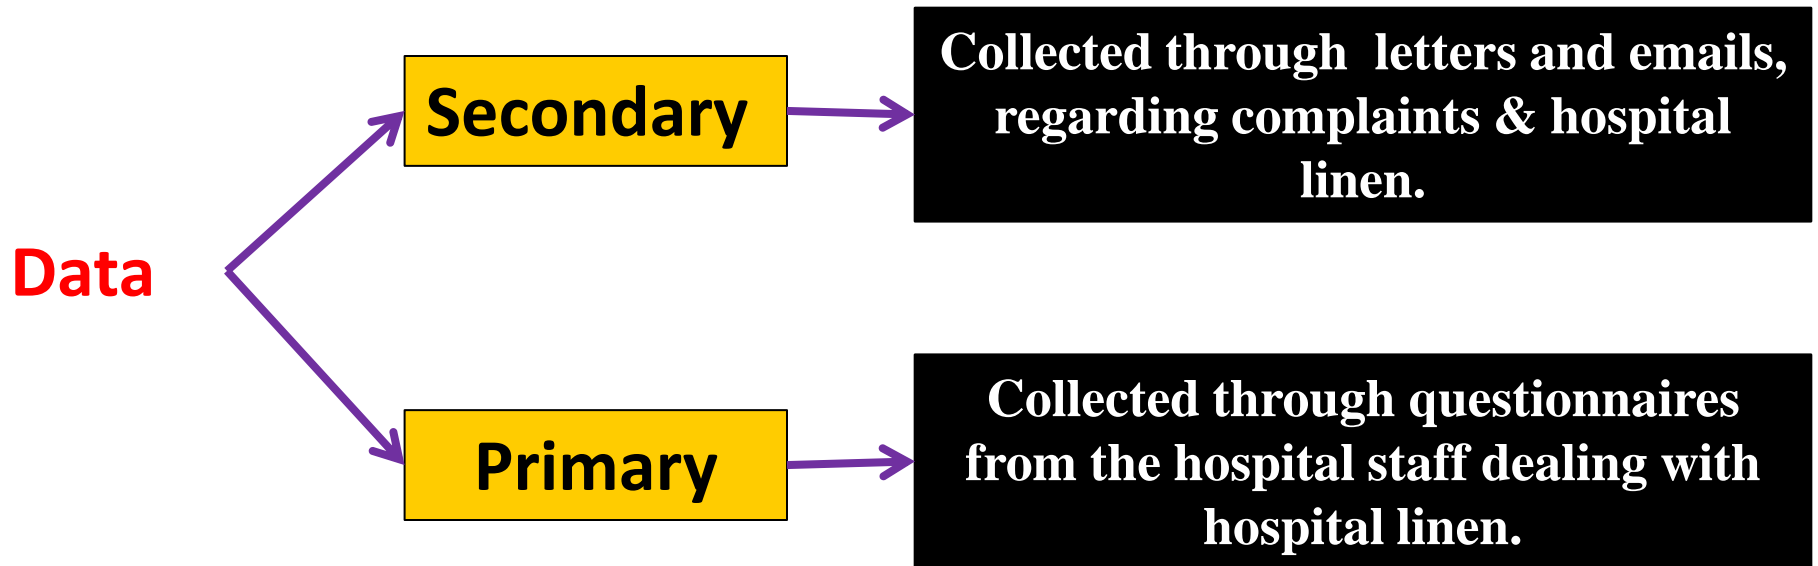 Data
Secondary
Collected through letters and emails,
regarding complaints & hospital
linen.
Primary
Collected through questionnaires
from the hospital staff dealing with
hospital linen.